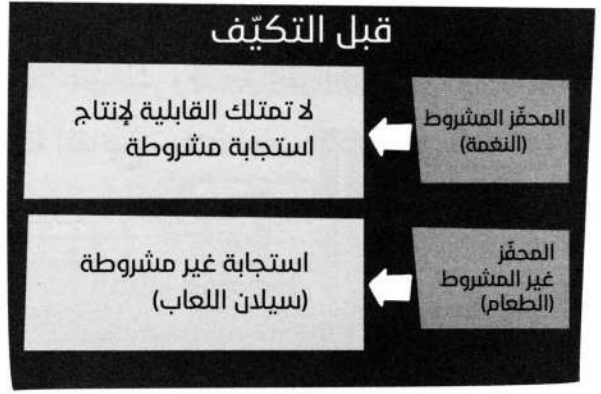 قبل التكيّف
المحفّز المشروط
(النغمة)
لا تمتلك القابلية لإنتاج
استجابة مشروطة
المحفّز
غير المشروط
(الطعام)
استجابة غير مشروطة
(سيلان اللعاب)